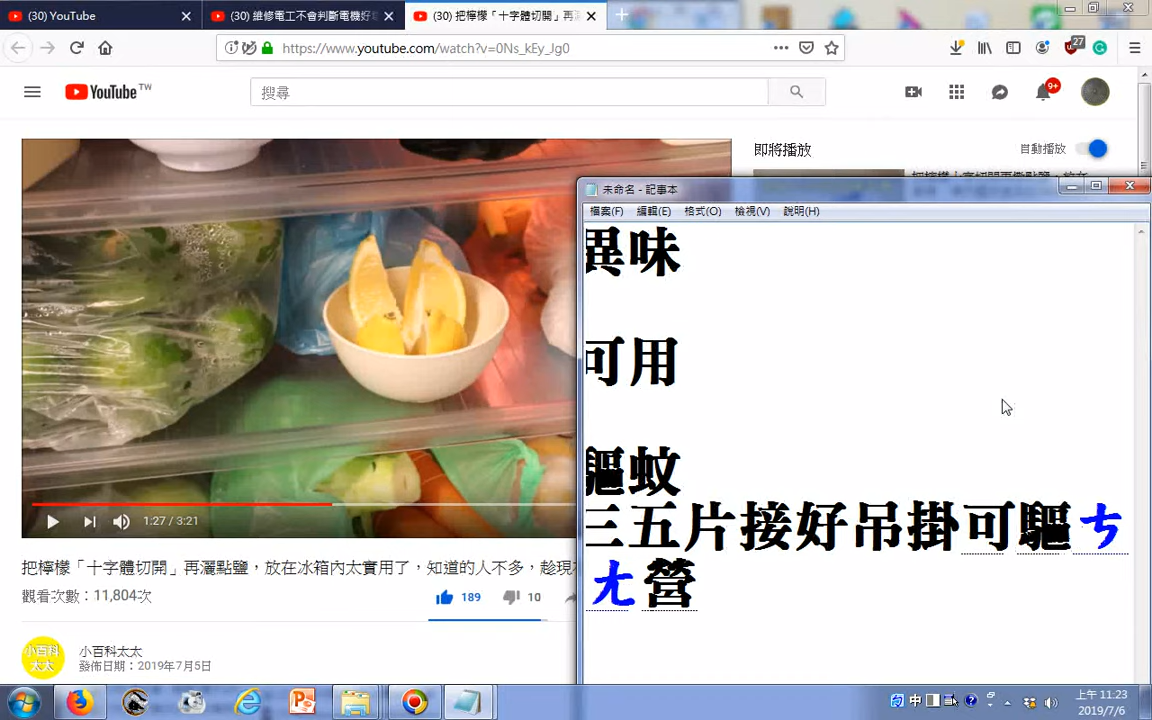 (30) YouTube
(30) 維修電工不會判斷電機好
(30) 把檸檬「十字體切開」再
https://www.youtube.com/watch?v=0Ns_kEy_Jg0
27
YouTube TW
搜尋
9+
即將播放
自動播放
未命名 - 記事本
檔案(F) 編輯(E) 格式(O) 檢視(V) 說明(H)
異味
可用
驅蚊
三五片接好吊掛可驅ㄘ
ㄤ營
1:27 / 3:21
把檸檬「十字體切開」再灑點鹽,放在冰箱內太實用了,知道的人不多,趁現
觀看次數:11,804次
189
10
小百科
太太
小百科太太
發佈日期:2019年7月5日
中
上午 11:23
2019/7/6